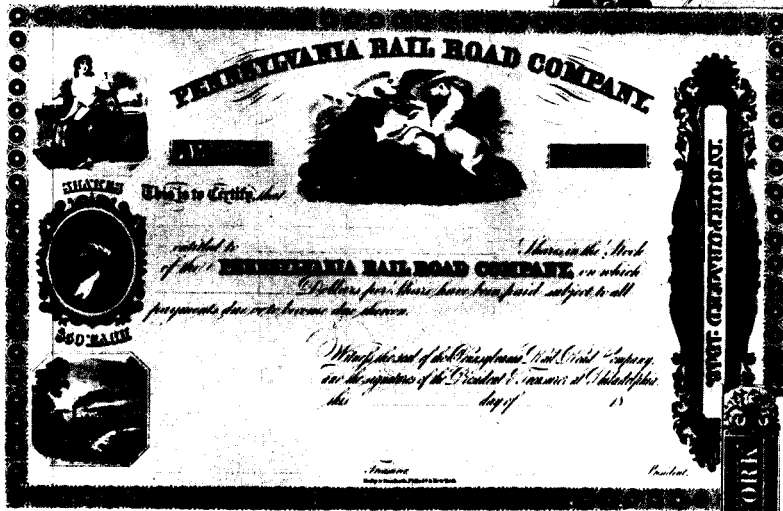 PENNSYLVANIA RAIL ROAD COMPANY.
SHARES
This is to Certify, that
entitled to Shares in the Stock
of the PENNSYLVANIA RAIL ROAD COMPANY, on which
Dollars per Share have been paid subject to all
payments due or to become due thereon.
$50 EACH
Witness the seal of the Pennsylvania Rail Road Company,
and the signatures of the President & Treasurer at Philadelphia
this day of 18
Treasurer
President.
INCORPORATED: 1846.
ORK